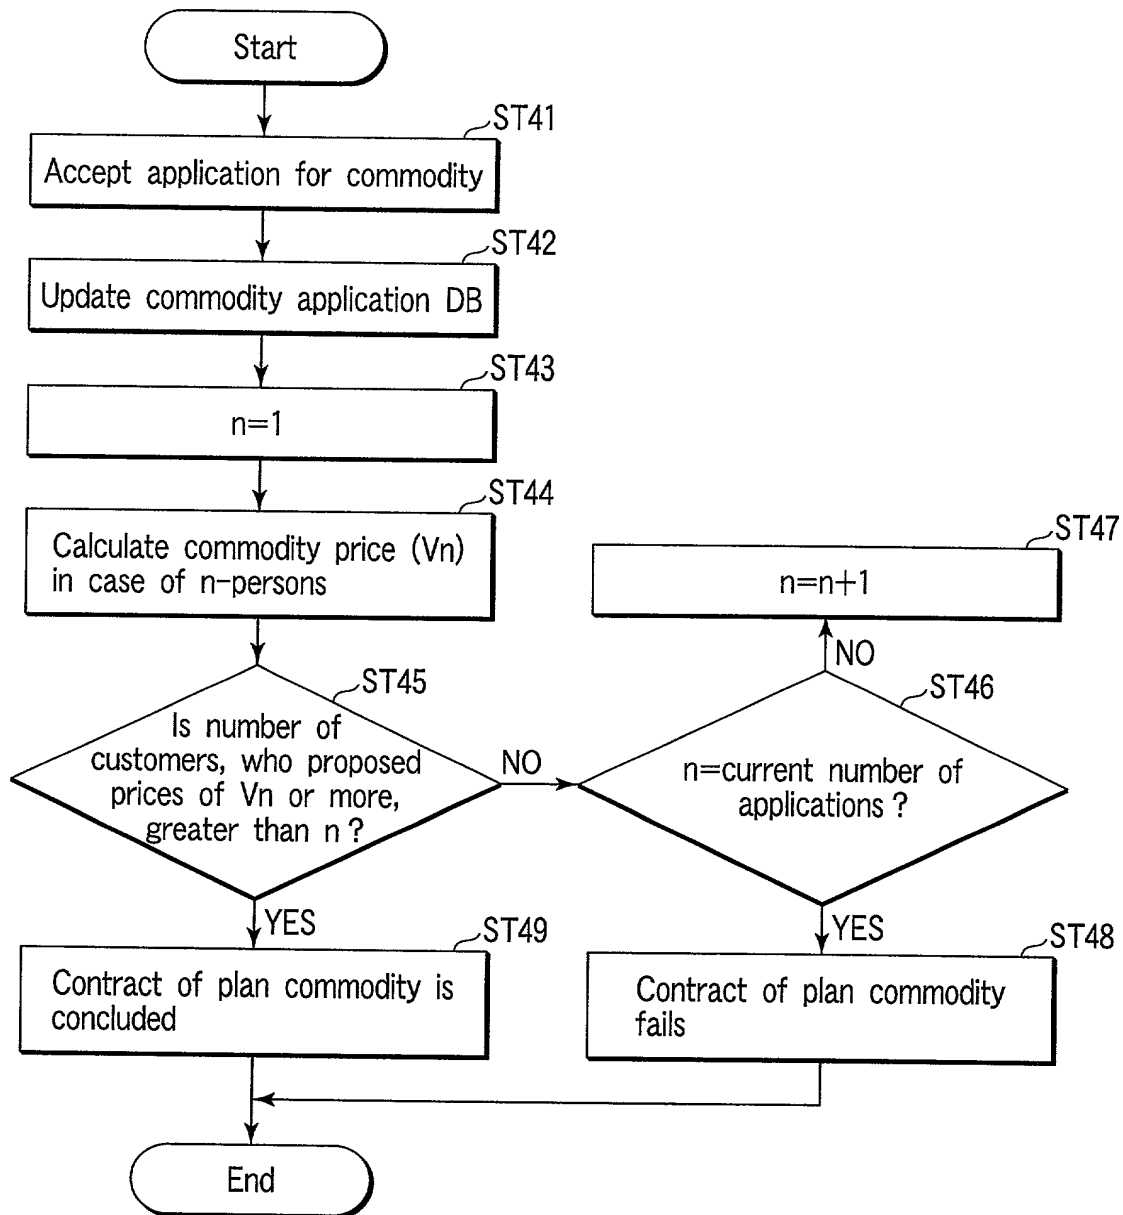 Start
ST41
Accept application for commodity
ST42
Update commodity application DB
ST43
n=1
ST44
Calculate commodity price (Vn)
in case of n-persons
ST47
n=n+1
NO
ST45
Is number of
customers, who proposed
prices of Vn or more,
greater than n ?
NO
ST46
n=current number of
applications ?
YES
ST49
Contract of plan commodity is
concluded
YES
ST48
Contract of plan commodity
fails
End